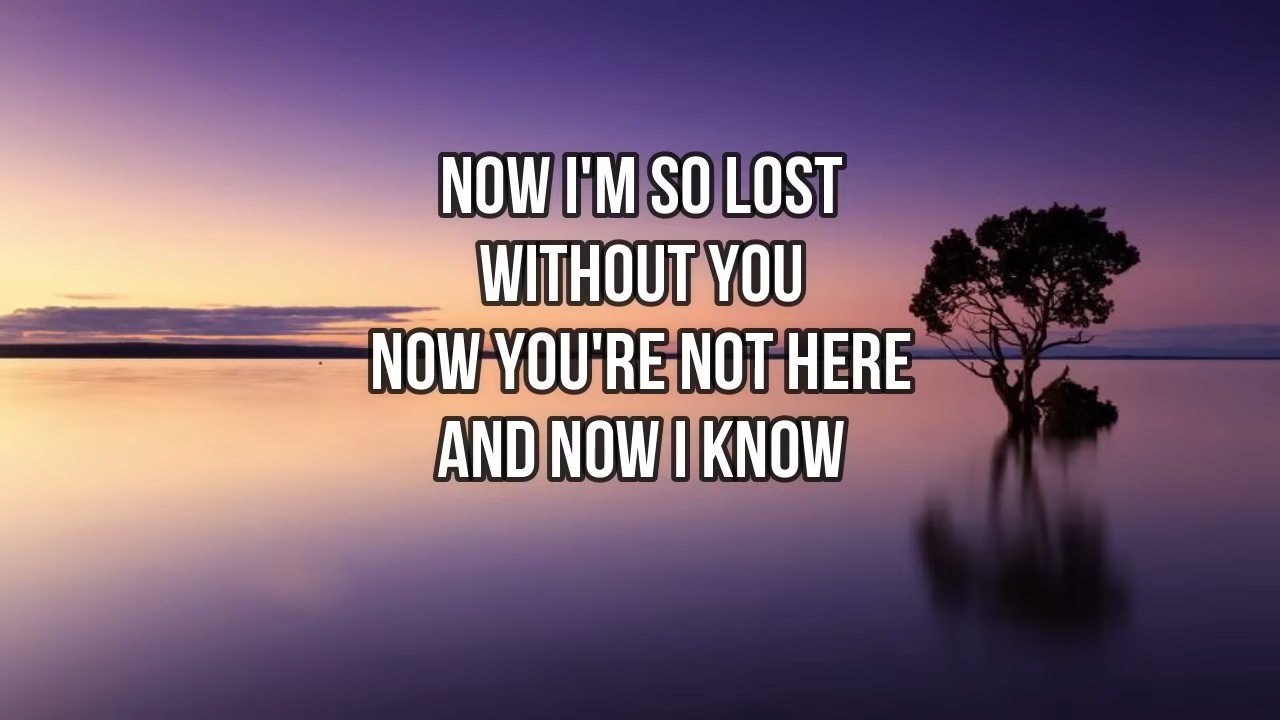 NOW I'M SO LOST
WITHOUT YOU
NOW YOU'RE NOT HERE
AND NOW I KNOW